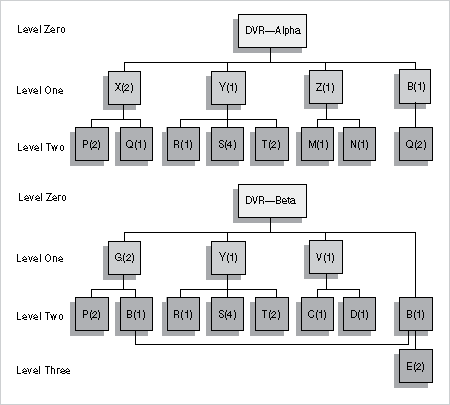 Level Zero
DVR—Alpha
Level One
X(2) Y(1) Z(1) B(1)
Level Two
P(2) Q(1) R(1) S(4) T(2) M(1) N(1) Q(2)
Level Zero
DVR—Beta
Level One
G(2) Y(1) V(1)
Level Two
P(2) B(1) R(1) S(4) T(2) C(1) D(1) B(1)
Level Three
E(2)